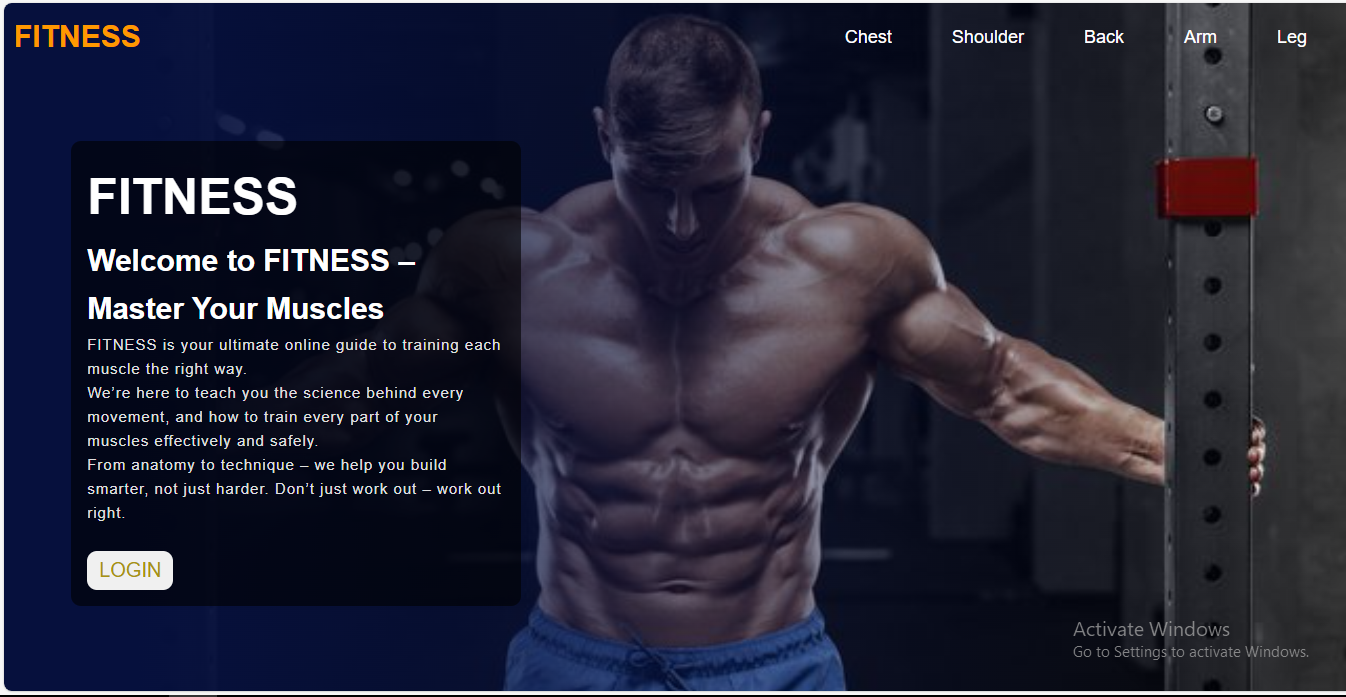 FITNESS
Chest
Shoulder
Back
Arm
Leg
FITNESS
Welcome to FITNESS –
Master Your Muscles
FITNESS is your ultimate online guide to training each
muscle the right way.
We’re here to teach you the science behind every
movement, and how to train every part of your
muscles effectively and safely.
From anatomy to technique – we help you build
smarter, not just harder. Don’t just work out – work out
right.
LOGIN
Activate Windows
Go to Settings to activate Windows.